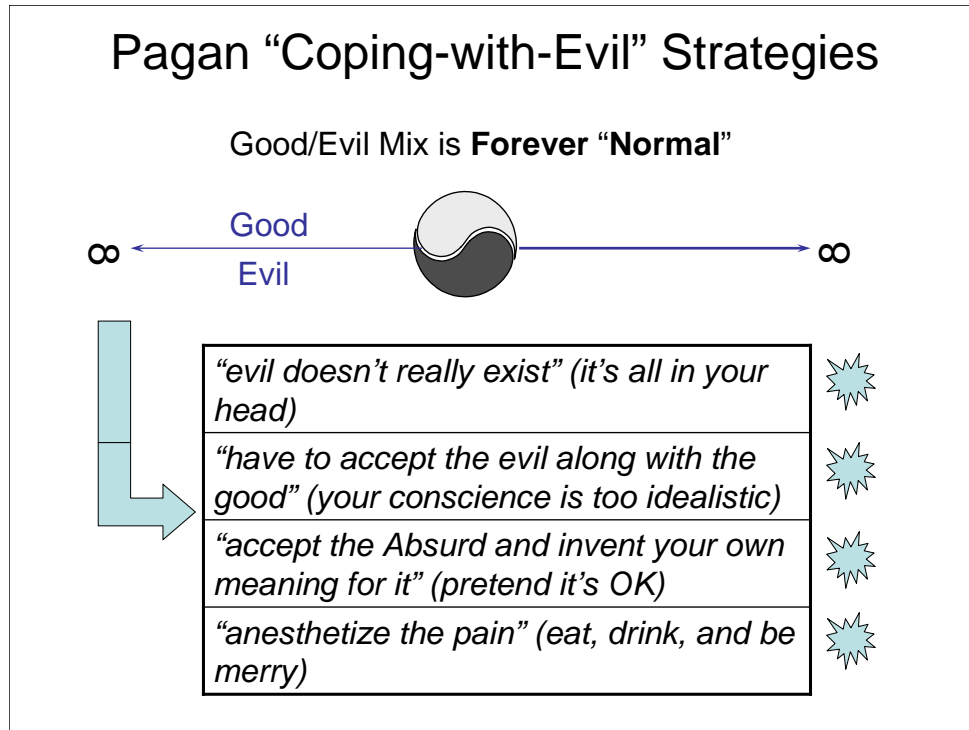 Pagan “Coping-with-Evil” Strategies
Good/Evil Mix is Forever “Normal”
Good
∞ ∞
Evil
“evil doesn’t really exist” (it’s all in your
head)
“have to accept the evil along with the
good” (your conscience is too idealistic)
“accept the Absurd and invent your own
meaning for it” (pretend it’s OK)
“anesthetize the pain” (eat, drink, and be
merry)